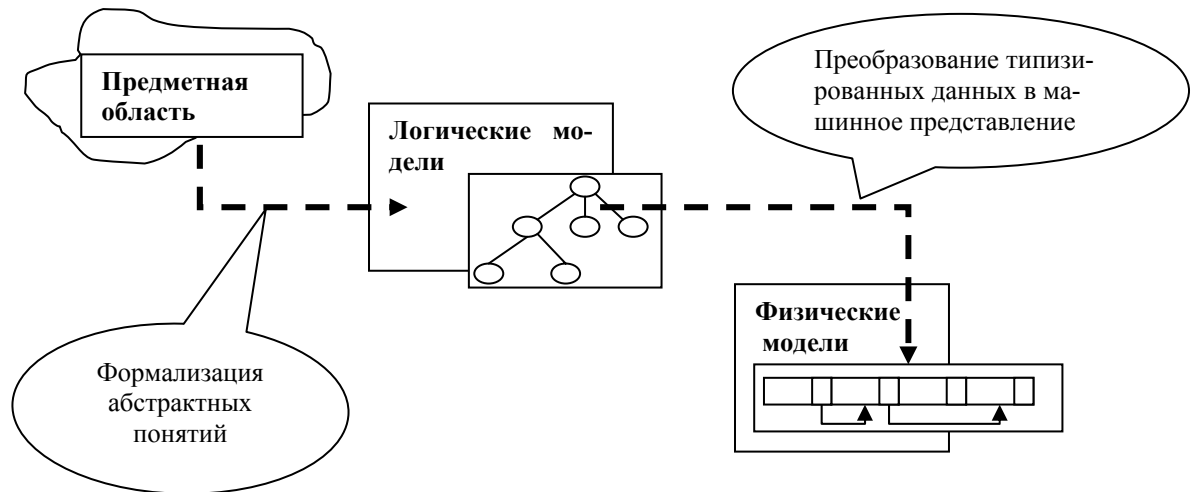 Предметная
область
Логические мо-
дели
Преобразование типизи-
рованных данных в ма-
шинное представление
Формализация
абстрактных
понятий
Физические
модели